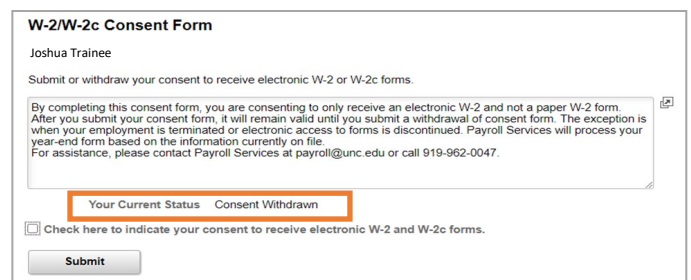 W-2/W-2c Consent Form
Joshua Trainee
Submit or withdraw your consent to receive electronic W-2 or W-2c forms.
By completing this consent form, you are consenting to only receive an electronic W-2 and not a paper W-2 form.
After you submit your consent form, it will remain valid until you submit a withdrawal of consent form. The exception is
when your employment is terminated or electronic access to forms is discontinued. Payroll Services will process your
year-end form based on the information currently on file.
For assistance, please contact Payroll Services at payroll@unc.edu or call 919-962-0047.
Your Current Status Consent Withdrawn
Check here to indicate your consent to receive electronic W-2 and W-2c forms.
Submit